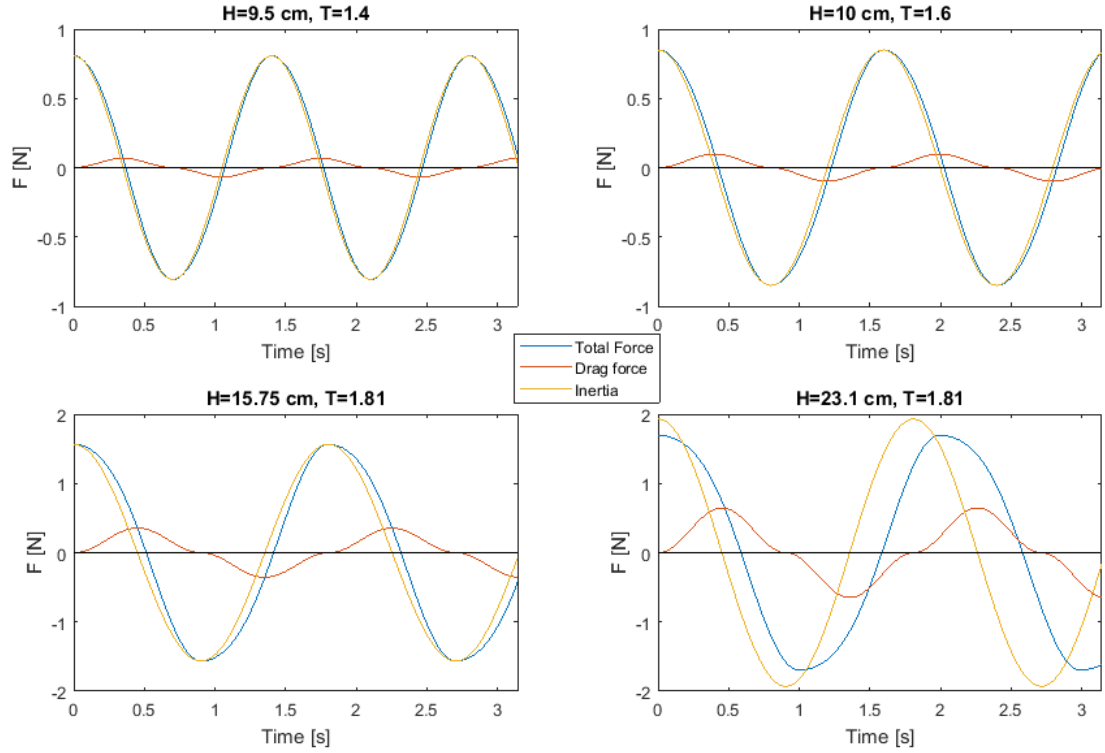 H=9.5 cm, T=1.4
1
0.5
0
-0.5
-1
F [N]
0 0.5 1 1.5 2 2.5 3
Time [s]
H=10 cm, T=1.6
1
0.5
0
-0.5
-1
F [N]
0 0.5 1 1.5 2 2.5 3
Time [s]
Total Force
Drag force
Inertia
H=15.75 cm, T=1.81
2
1
0
-1
-2
F [N]
0 0.5 1 1.5 2 2.5 3
Time [s]
H=23.1 cm, T=1.81
2
1
0
-1
-2
F [N]
0 0.5 1 1.5 2 2.5 3
Time [s]